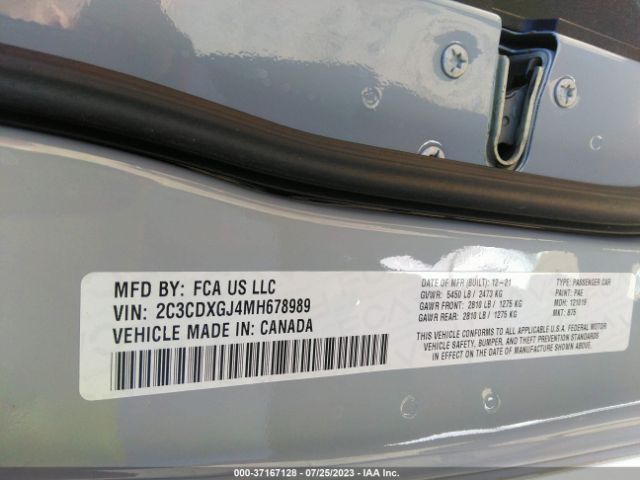 C
MFD BY: FCA US LLC
VIN: 2C3CDXGJ4MH678989
VEHICLE MADE IN: CANADA
DATE OF MFR (BUILT): 12-21
GVWR: 5450 LB / 2473 KG
GAWR FRONT: 2810 LB / 1275 KG
GAWR REAR: 2810 LB / 1275 KG
TYPE: PASSENGER CAR
PAINT: PAE
MDH: 121019
MKT: 875
THIS VEHICLE CONFORMS TO ALL APPLICABLE U.S.A. FEDERAL MOTOR
VEHICLE SAFETY, BUMPER, AND THEFT PREVENTION STANDARDS
IN EFFECT ON THE DATE OF MANUFACTURE SHOWN ABOVE.
000-37167128 - 07/25/2023 - IAA Inc.